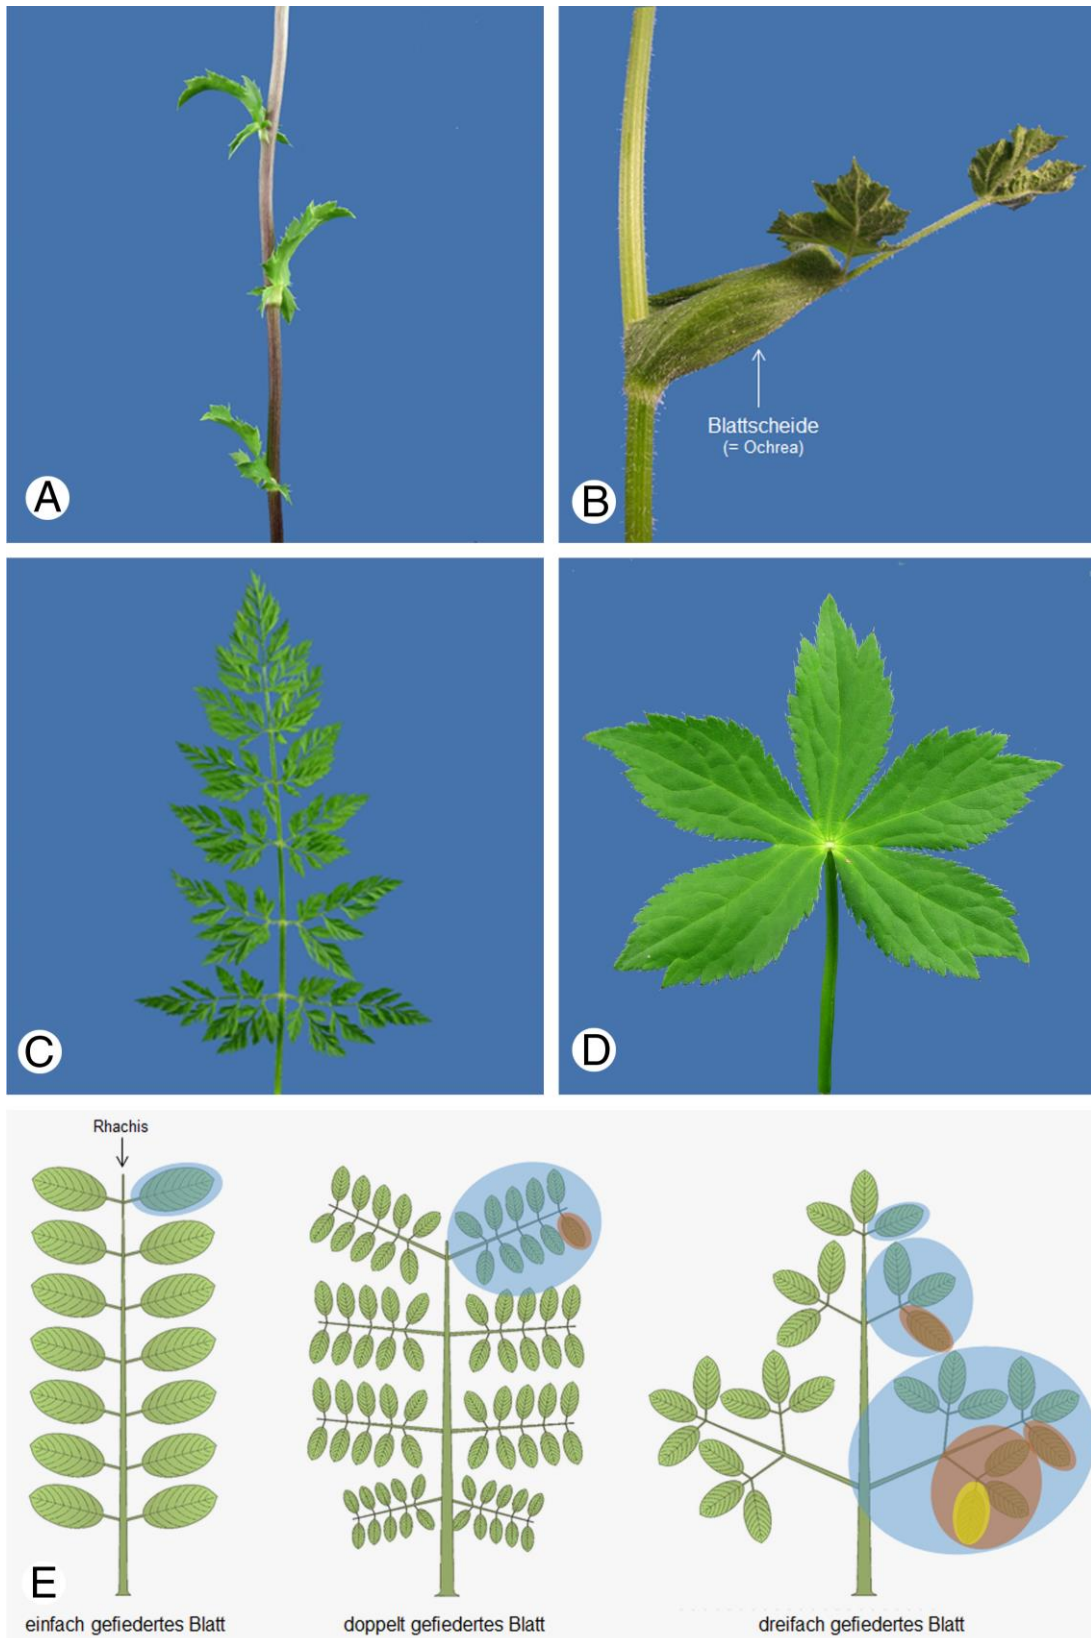 A
B
Blattscheide
(= Ochrea)
C
D
Rhachis
E
einfach gefiedertes Blatt
doppelt gefiedertes Blatt
dreifach gefiedertes Blatt